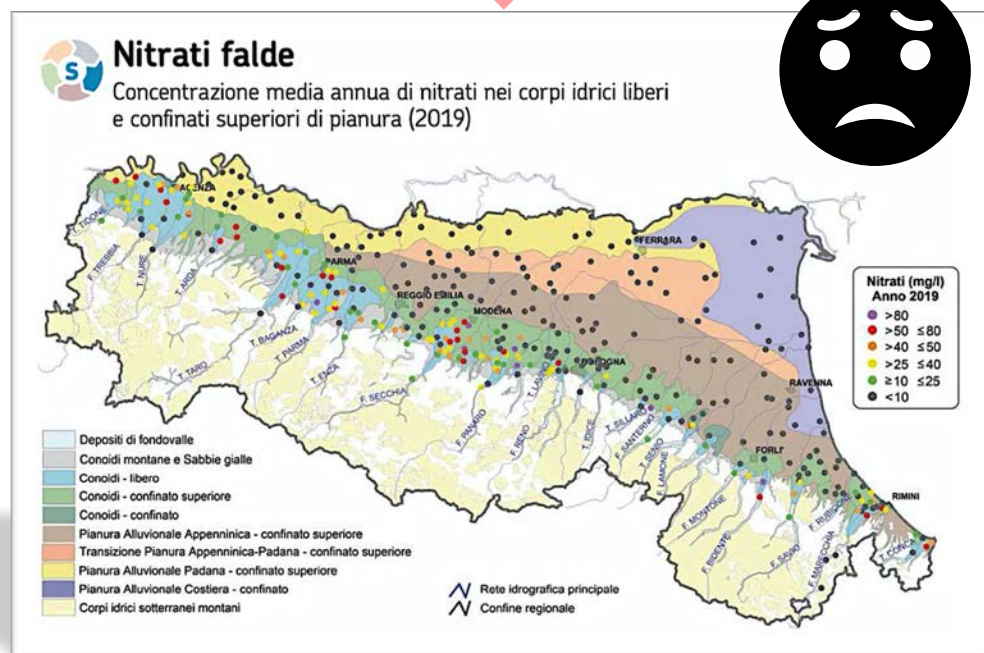 S
Nitrati falde
Concentrazione media annua di nitrati nei corpi idrici liberi
e confinati superiori di pianura (2019)
ACENZA
T. TIDONE
F. TREBBIA
T. NURE
T. ARDA
PARMA
REGGIO EMILIA
MODENA
FERRARA
BOLOGNA
RAVENNA
FORLI'
RIMINI
T. TARO
T. BAGANZA
T. PARMA
T. ENZA
F. SECCHIA
F. PANARO
F. RENO
T. LAVINO
T. IDICE
T. SILLARO
F. SANTERNO
T. SENIO
F. LAMONE
F. MONTONE
F. BIDENTE
F. SAVIO
F. RUBICONE
F. MARECCHIA
T. CONCA
Nitrati (mg/l)
Anno 2019
>80
>50 ≤80
>40 ≤50
>25 ≤40
≥10 ≤25
<10
Depositi di fondovalle
Conoidi montane e Sabbie gialle
Conoidi - libero
Conoidi - confinato superiore
Conoidi - confinato
Pianura Alluvionale Appenninica - confinato superiore
Transizione Pianura Appenninica-Padana - confinato superiore
Pianura Alluvionale Padana - confinato superiore
Pianura Alluvionale Costiera - confinato
Corpi idrici sotterranei montani
Rete idrografica principale
Confine regionale